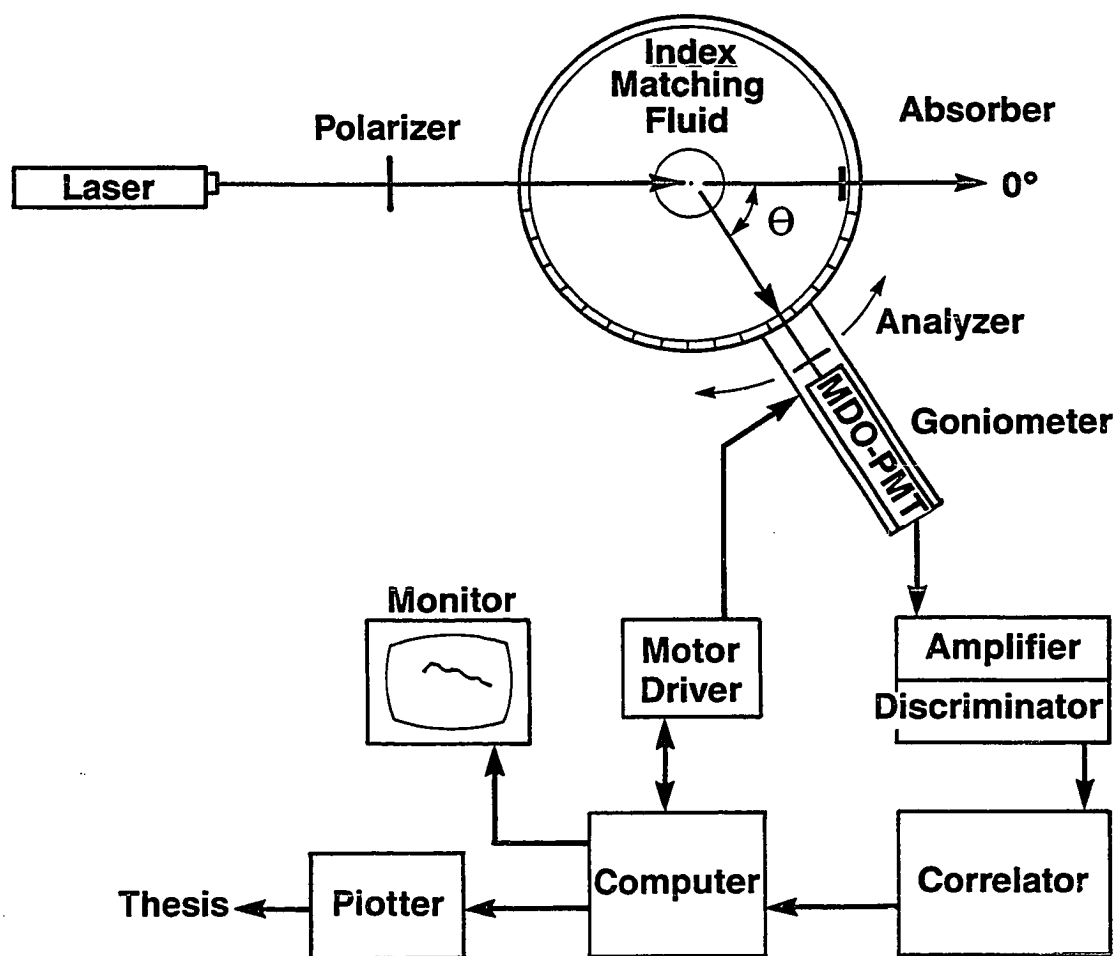 Index
Matching
Fluid
Absorber
Polarizer
Laser
0°
Θ
Analyzer
MDO-PMT
Goniometer
Monitor
Motor
Driver
Amplifier
Discriminator
Computer
Correlator
Thesis
Piotter